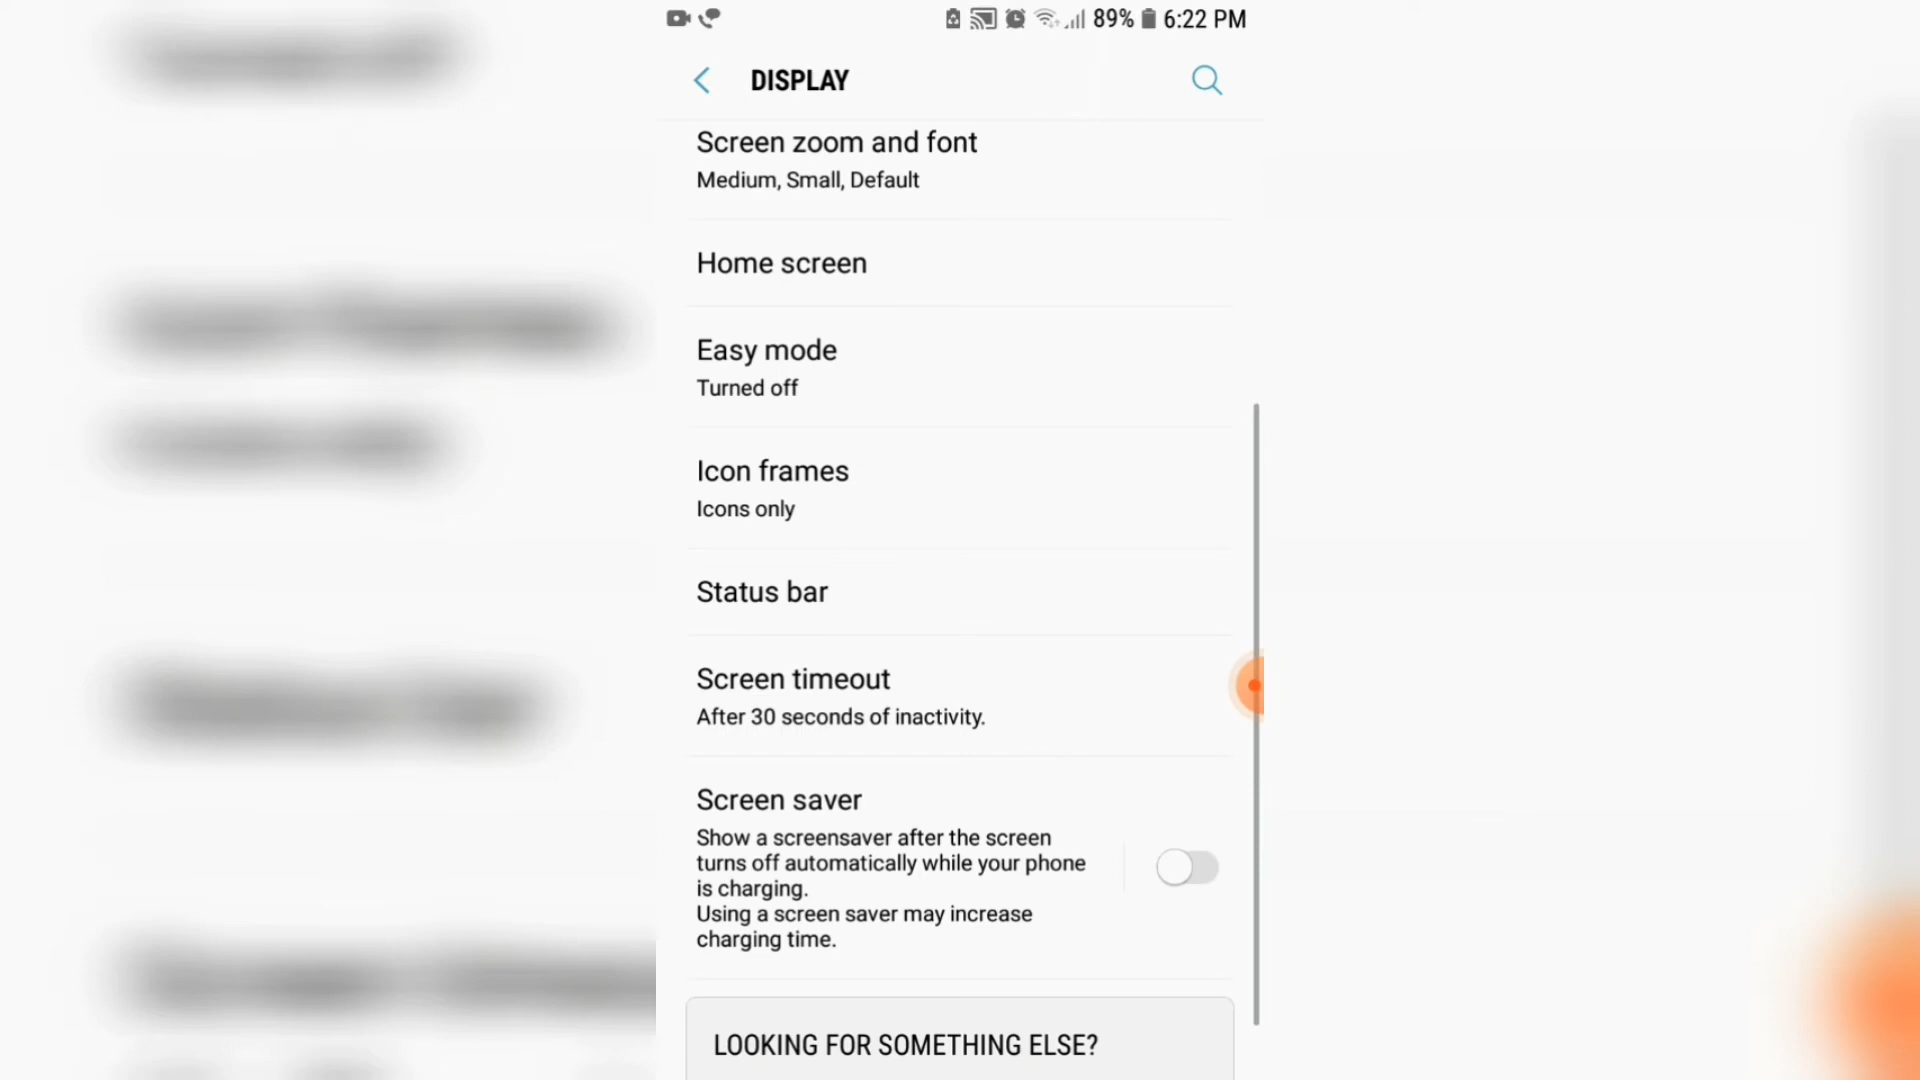 89% 6:22 PM
DISPLAY
Screen zoom and font
Medium, Small, Default
Home screen
Easy mode
Turned off
Icon frames
Icons only
Status bar
Screen timeout
After 30 seconds of inactivity.
Screen saver
Show a screensaver after the screen
turns off automatically while your phone
is charging.
Using a screen saver may increase
charging time.
LOOKING FOR SOMETHING ELSE?